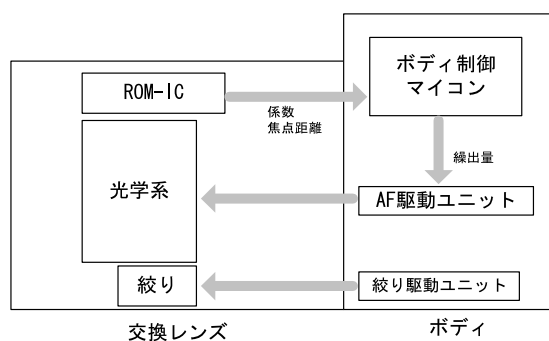 ROM-IC
係数
焦点距離
ボディ制御
マイコン
繰出量
光学系
AF駆動ユニット
絞り
絞り駆動ユニット
交換レンズ
ボディ